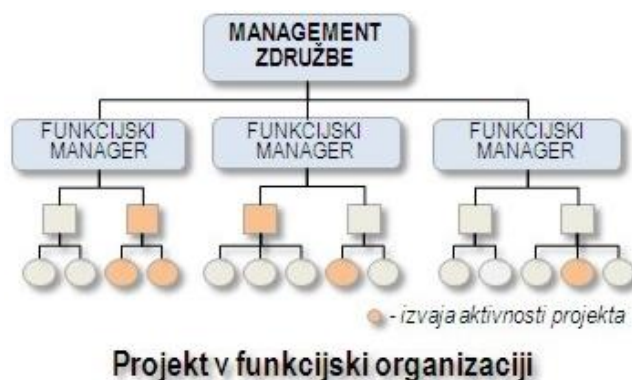 MANAGEMENT
ZDRUŽBE
FUNKCIJSKI
MANAGER
FUNKCIJSKI
MANAGER
FUNKCIJSKI
MANAGER
- izvaja aktivnosti projekta
Projekt v funkcijski organizaciji